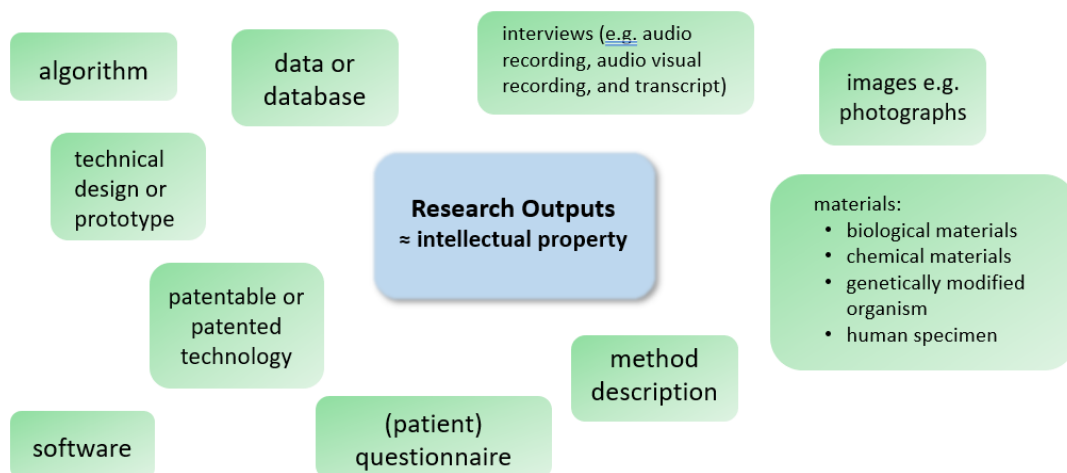 algorithm
data or
database
interviews (e.g. audio
recording, audio visual
recording, and transcript)
images e.g.
photographs
technical
design or
prototype
Research Outputs
≈ intellectual property
materials:
• biological materials
• chemical materials
• genetically modified
organism
• human specimen
patentable or
patented
technology
method
description
software
(patient)
questionnaire